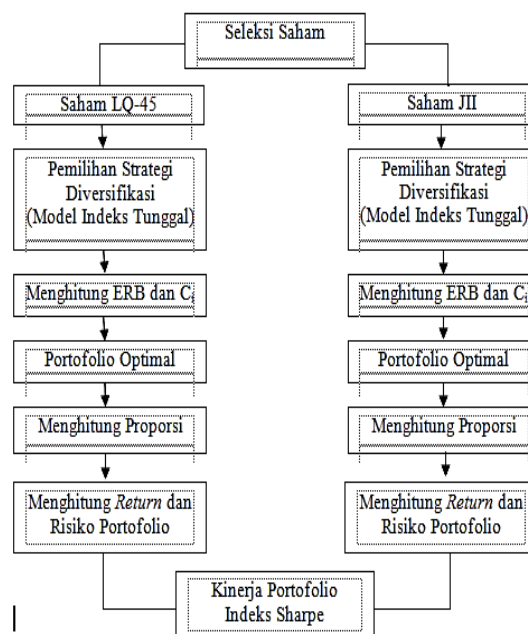 Seleksi Saham
Saham LQ-45
Pemilihan Strategi
Diversifikasi
(Model Indeks Tunggal)
Menghitung ERB dan Ci
Portofolio Optimal
Menghitung Proporsi
Menghitung Return dan
Risiko Portofolio
Saham JII
Pemilihan Strategi
Diversifikasi
(Model Indeks Tunggal)
Menghitung ERB dan Ci
Portofolio Optimal
Menghitung Proporsi
Menghitung Return dan
Risiko Portofolio
Kinerja Portofolio
Indeks Sharpe